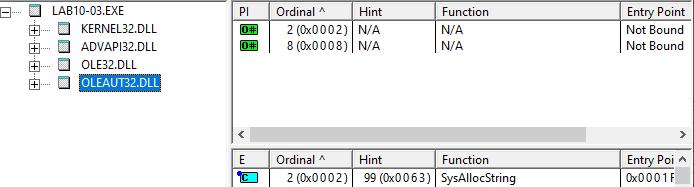 LAB10-03.EXE
KERNEL32.DLL
ADVAPI32.DLL
OLE32.DLL
OLEAUT32.DLL
PI Ordinal ^ Hint Function Entry Point
O# 2 (0x0002) N/A N/A Not Bound
O# 8 (0x0008) N/A N/A Not Bound
E Ordinal ^ Hint Function Entry Poi
C 2 (0x0002) 99 (0x0063) SysAllocString